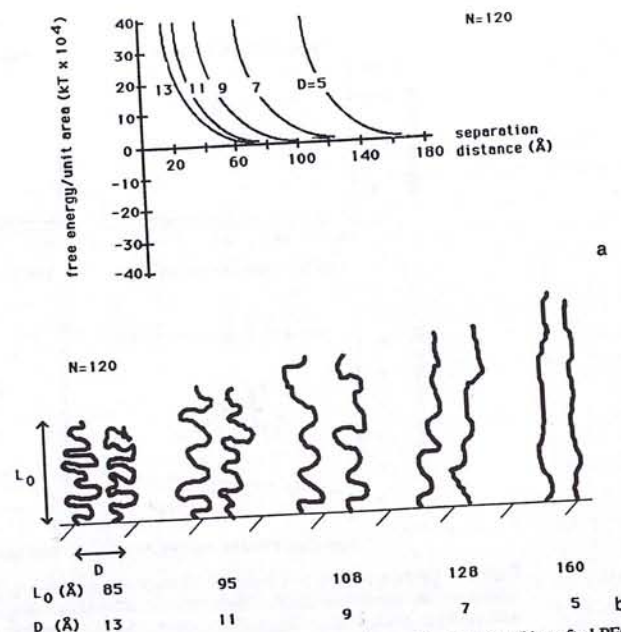 N=120
free energy/unit area (kT x 10⁴)
40
30
20
10
0
-10
-20
-30
-40
13
11
9
7
D=5
separation
distance (Å)
20
60
100
140
180
a
N=120
L₀
D
L₀ (Å) 85 95 108 128 160
D (Å) 13 11 9 7 5 b